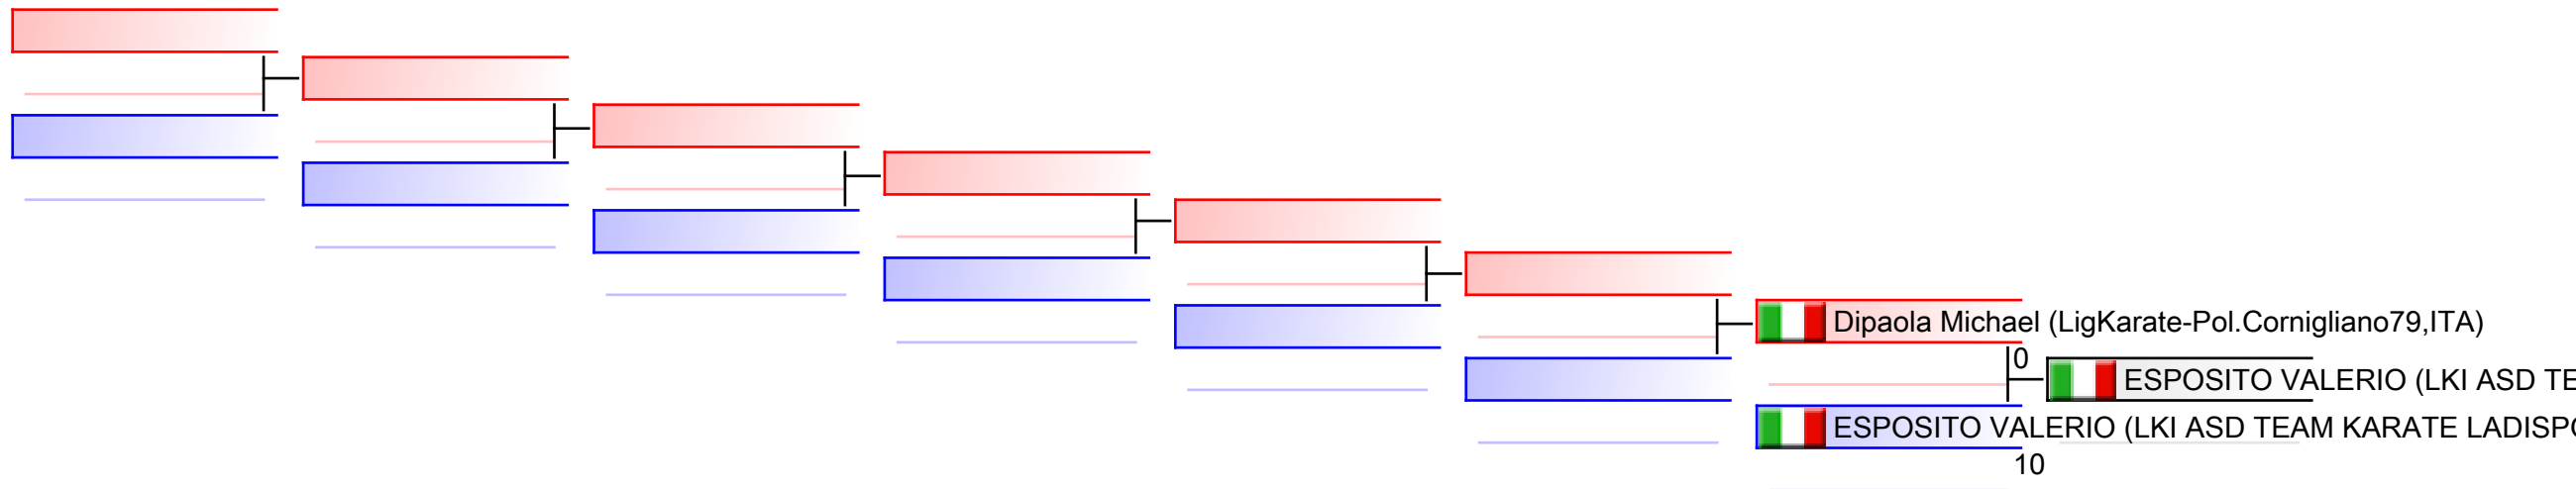 Dipaola Michael (LigKarate-Pol.Cornigliano79,ITA)
0
ESPOSITO VALERIO (LKI ASD TE
ESPOSITO VALERIO (LKI ASD TEAM KARATE LADISPO
10